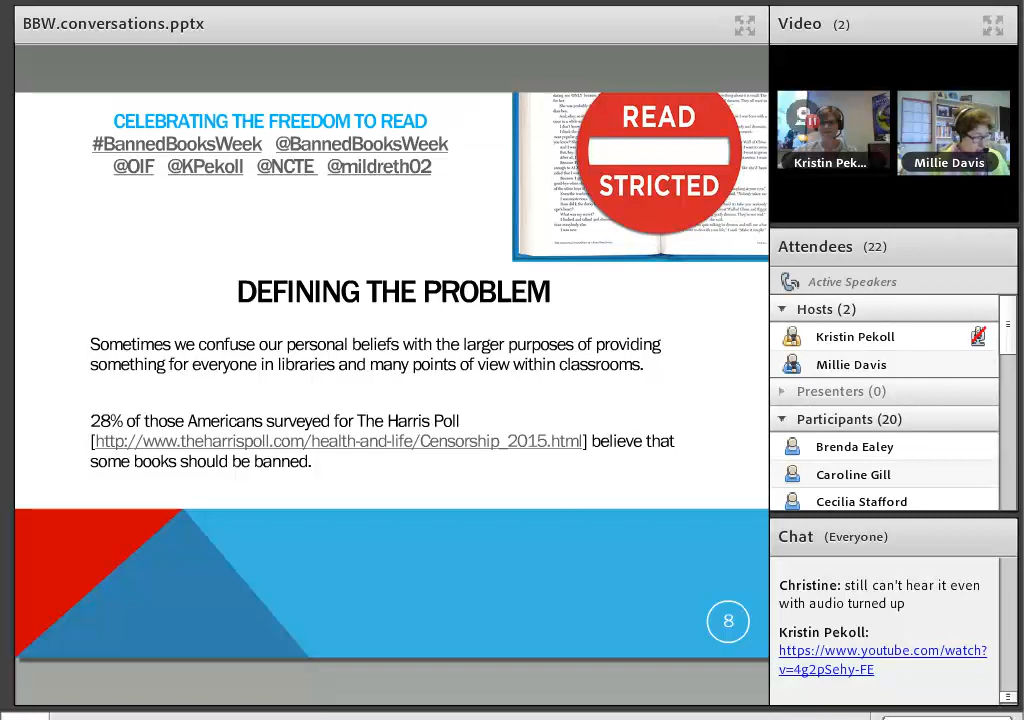 BBW.conversations.pptx
CELEBRATING THE FREEDOM TO READ
#BannedBooksWeek @BannedBooksWeek
@OIF @KPekoll @NCTE @mildreth02
READ
STRICTED
DEFINING THE PROBLEM
Sometimes we confuse our personal beliefs with the larger purposes of providing
something for everyone in libraries and many points of view within classrooms.
28% of those Americans surveyed for The Harris Poll
[http://www.theharrispoll.com/health-and-life/Censorship_2015.html] believe that
some books should be banned.
8
Video (2)
Kristin Pek...
Millie Davis
Attendees (22)
Active Speakers
Hosts (2)
Kristin Pekoll
Millie Davis
Presenters (0)
Participants (20)
Brenda Ealey
Caroline Gill
Cecilia Stafford
Chat (Everyone)
Christine: still can't hear it even
with audio turned up
Kristin Pekoll:
https://www.youtube.com/watch?
v=4g2pSehy-FE